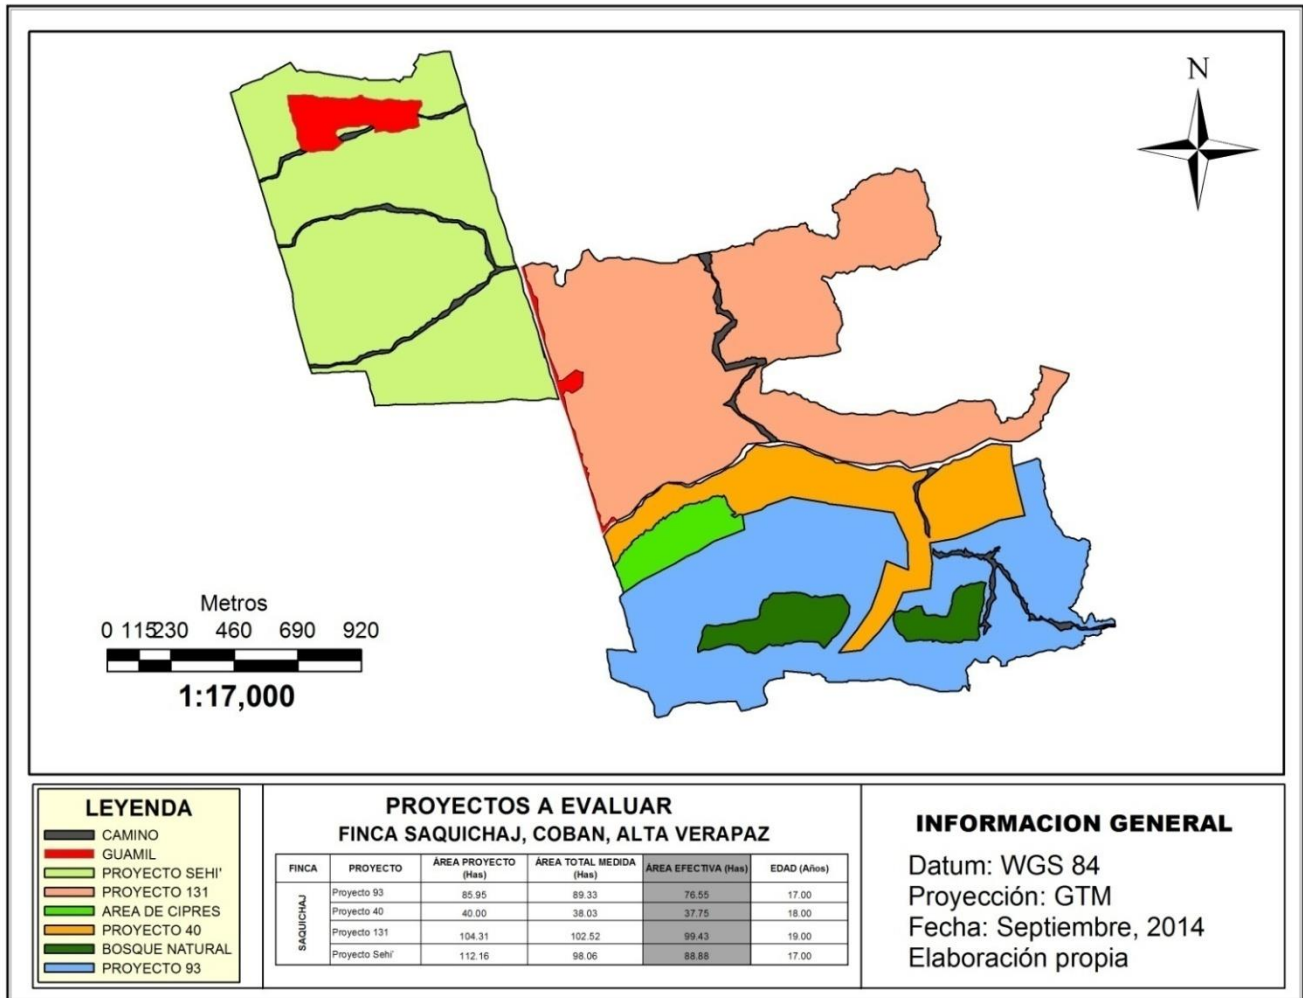 N
Metros
0 115230 460 690 920
1:17,000
LEYENDA
CAMINO
GUAMIL
PROYECTO SEHI'
PROYECTO 131
AREA DE CIPRES
PROYECTO 40
BOSQUE NATURAL
PROYECTO 93
PROYECTOS A EVALUAR
FINCA SAQUICHAJ, COBAN, ALTA VERAPAZ
FINCA PROYECTO ÁREA PROYECTO (Has) ÁREA TOTAL MEDIDA (Has) ÁREA EFECTIVA (Has) EDAD (Años)
SAQUICHAJ
Proyecto 93 85.95 89.33 76.55 17.00
Proyecto 40 40.00 38.03 37.75 18.00
Proyecto 131 104.31 102.52 99.43 19.00
Proyecto Sehi' 112.16 98.06 88.88 17.00
INFORMACION GENERAL
Datum: WGS 84
Proyección: GTM
Fecha: Septiembre, 2014
Elaboración propia